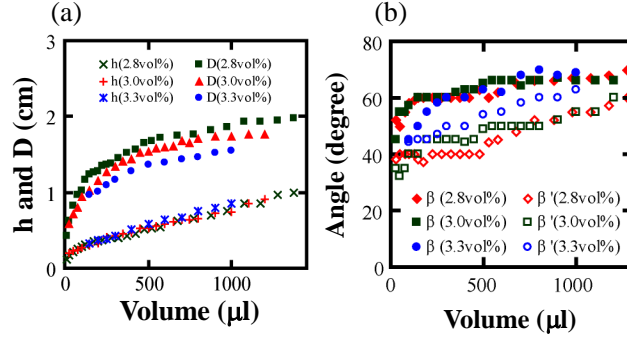 (a)
h and D (cm)
3
2
1
0
h(2.8vol%) D(2.8vol%)
h(3.0vol%) D(3.0vol%)
h(3.3vol%) D(3.3vol%)
0 500 1000
Volume (μl)
(b)
Angle (degree)
80
60
40
20
0
β (2.8vol%) β '(2.8vol%)
β (3.0vol%) β '(3.0vol%)
β (3.3vol%) β '(3.3vol%)
0 500 1000
Volume (μl)